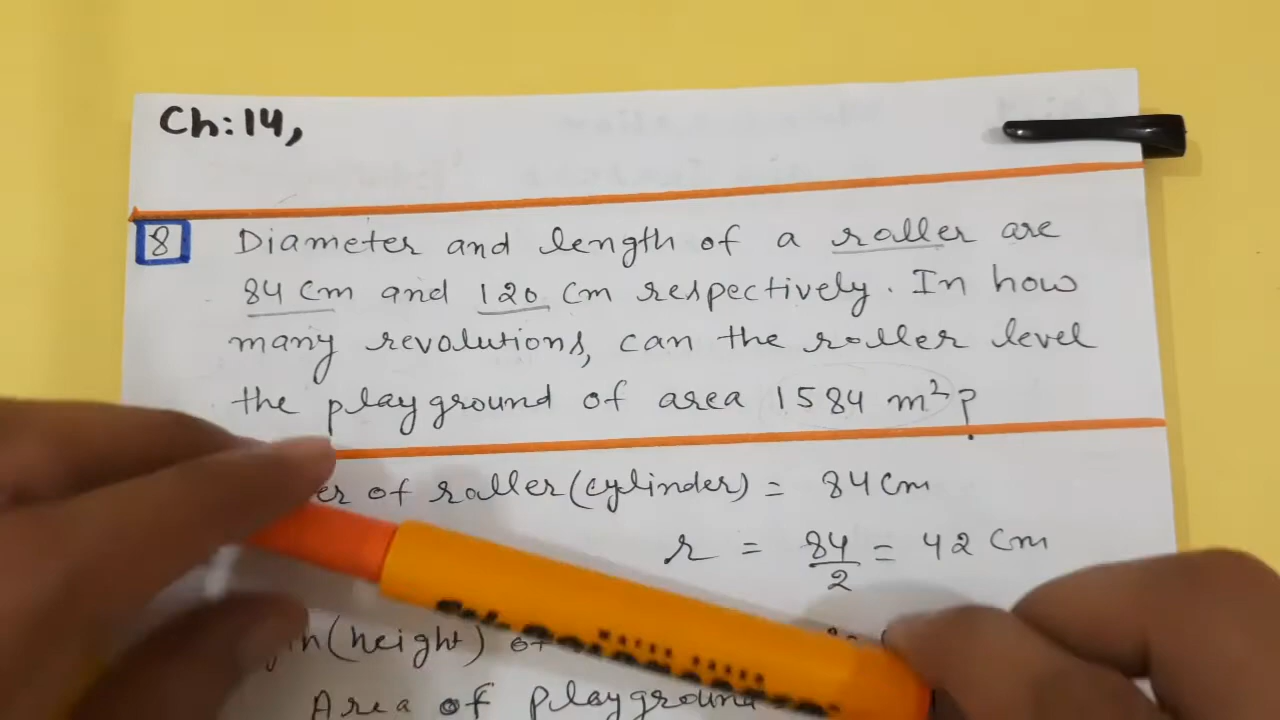 Ch: 14,
8 Diameter and length of a roller are
84 cm and 120 cm respectively. In how
many revolutions, can the roller level
the playground of area 1584 m²?
of roller (cylinder) = 84 cm
r = 84/2 = 42 cm
(height) of
Area of playground